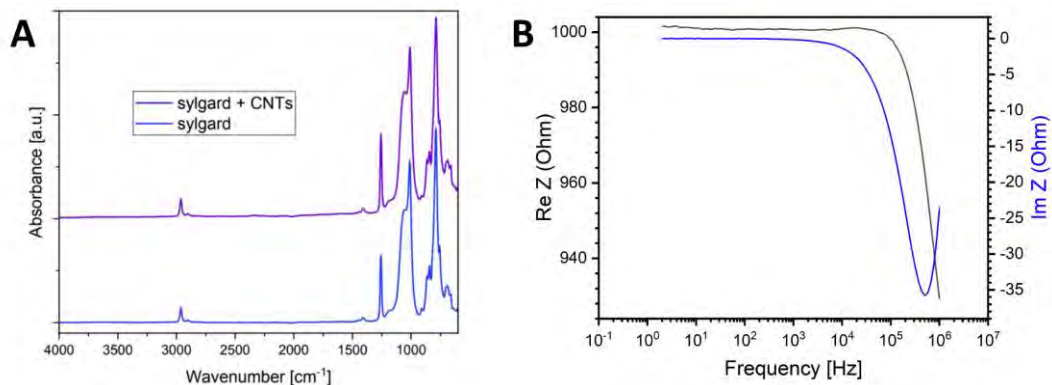 A
Absorbance [a.u.]
sylgard + CNTs
sylgard
4000 3500 3000 2500 2000 1500 1000
Wavenumber [cm⁻¹]
B
Re Z (Ohm)
1000
980
960
940
Im Z (Ohm)
0
-5
-10
-15
-20
-25
-30
-35
10⁻¹ 10⁰ 10¹ 10² 10³ 10⁴ 10⁵ 10⁶ 10⁷
Frequency [Hz]